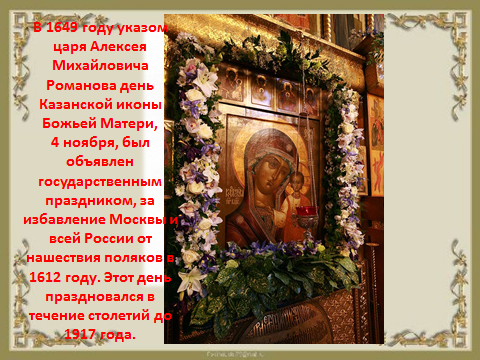 В 1649 году указом
царя Алексея
Михайловича
Романова день
Казанской иконы
Божьей Матери,
4 ноября, был
объявлен
государственным
праздником, за
избавление Москвы и
всей России от
нашествия поляков в
1612 году. Этот день
праздновался в
течение столетий до
1917 года.